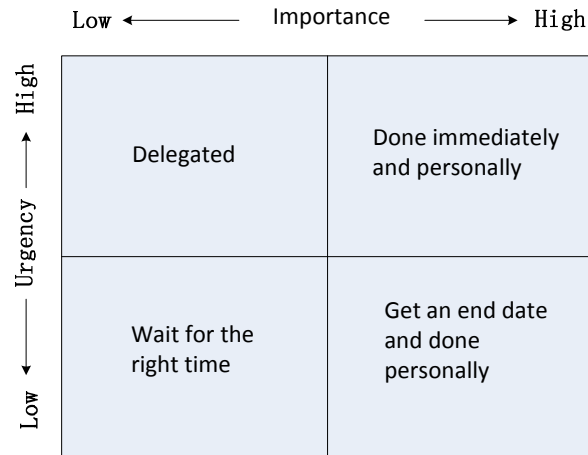 Low Importance High
High
Urgency
Low
Delegated
Done immediately
and personally
Wait for the
right time
Get an end date
and done
personally